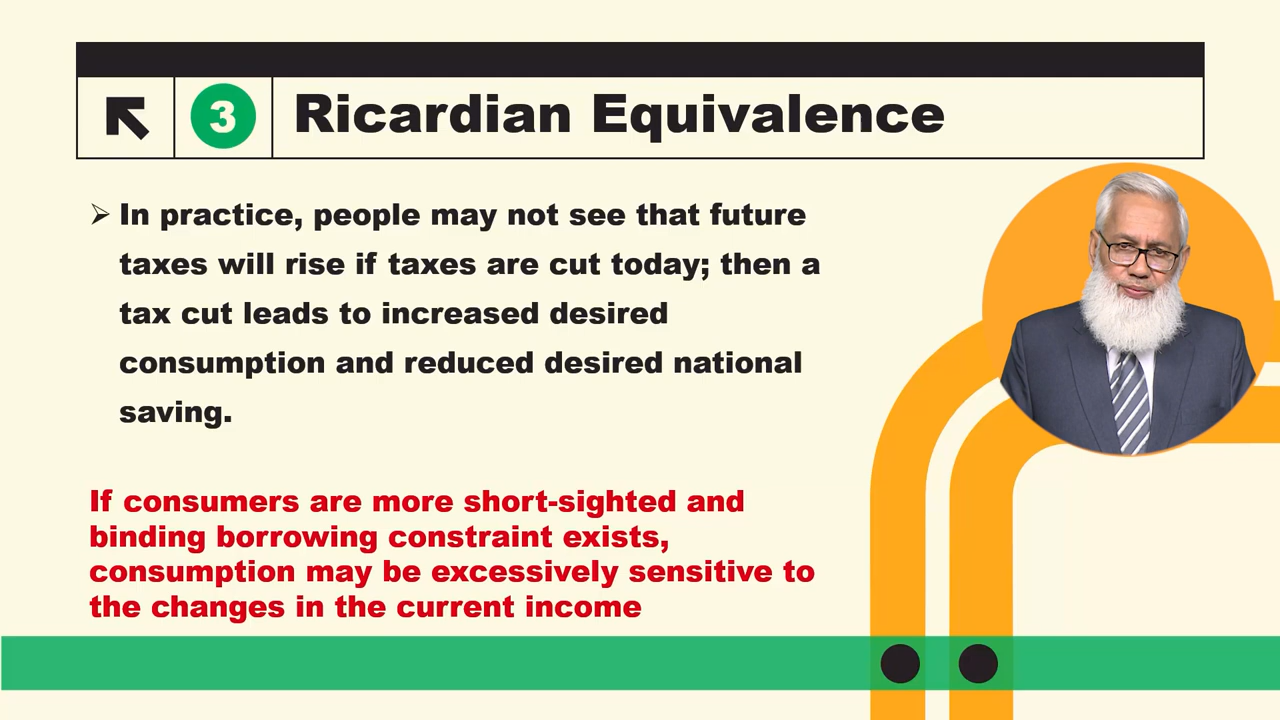 3
Ricardian Equivalence
➢ In practice, people may not see that future
taxes will rise if taxes are cut today; then a
tax cut leads to increased desired
consumption and reduced desired national
saving.
If consumers are more short-sighted and
binding borrowing constraint exists,
consumption may be excessively sensitive to
the changes in the current income